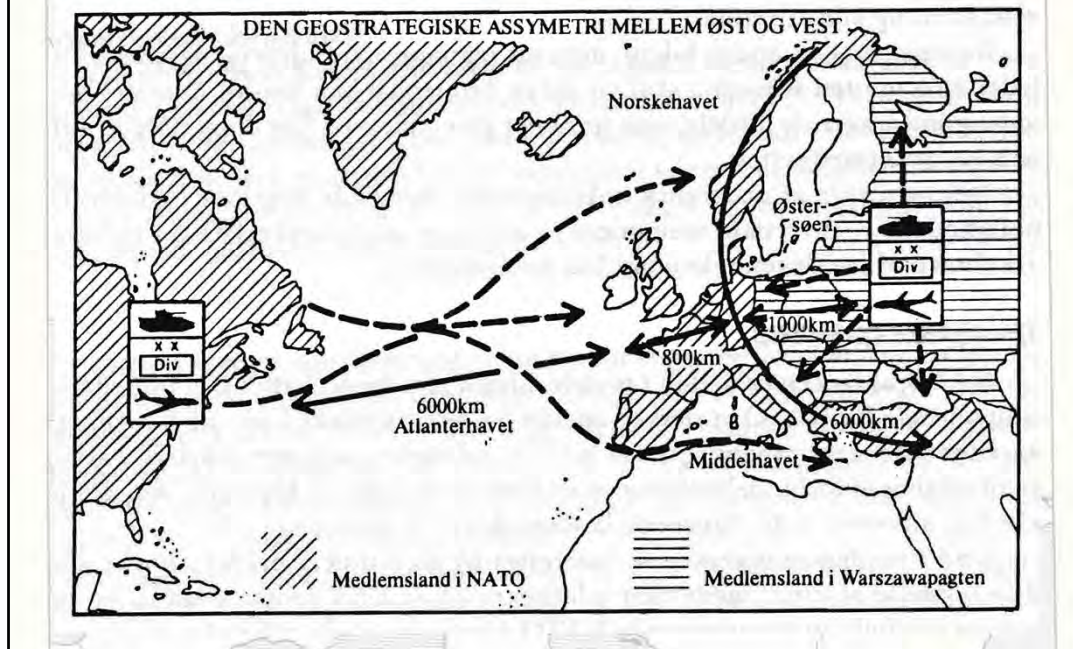 DEN GEOSTRATEGISKE ASSYMETRI MELLEM ØST OG VEST
Norskehavet
Øster-
søen
x x
Div
1000km
800km
x x
Div
6000km
Atlanterhavet
6000km
Middelhavet
Medlemsland i NATO
Medlemsland i Warszawapagten